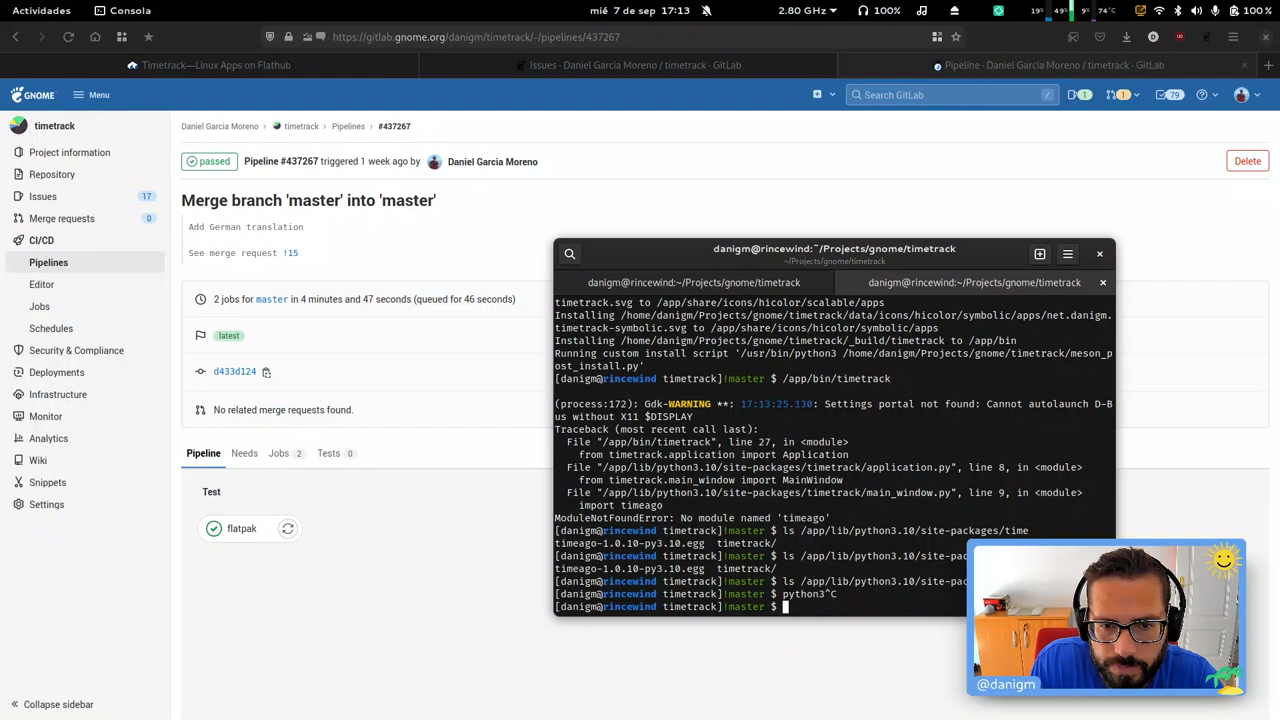 Actividades
Consola
mié 7 de sep 17:13
2.80 GHz
100%
19%
49%
9%
74°C
100 %
https://gitlab.gnome.org/danigm/timetrack/-/pipelines/437267
Timetrack—Linux Apps on Flathub
Issues · Daniel Garcia Moreno / timetrack · GitLab
Pipeline · Daniel Garcia Moreno / timetrack · GitLab
GNOME
Menu
Search GitLab
/
1
1
79
timetrack
Project information
Repository
Issues 17
Merge requests 0
CI/CD
Pipelines
Editor
Jobs
Schedules
Security & Compliance
Deployments
Infrastructure
Monitor
Analytics
Wiki
Snippets
Settings
Collapse sidebar
Daniel Garcia Moreno › timetrack › Pipelines › #437267
passed Pipeline #437267 triggered 1 week ago by Daniel Garcia Moreno
Delete
Merge branch 'master' into 'master'
Add German translation
See merge request !15
2 jobs for master in 4 minutes and 47 seconds (queued for 46 seconds)
latest
d433d124
No related merge requests found.
Pipeline Needs Jobs 2 Tests 0
Test
flatpak
danigm@rincewind:~/Projects/gnome/timetrack
~/Projects/gnome/timetrack
danigm@rincewind:~/Projects/gnome/timetrack
danigm@rincewind:~/Projects/gnome/timetrack
timetrack.svg to /app/share/icons/hicolor/scalable/apps
Installing /home/danigm/Projects/gnome/timetrack/data/icons/hicolor/symbolic/apps/net.danigm.
timetrack-symbolic.svg to /app/share/icons/hicolor/symbolic/apps
Installing /home/danigm/Projects/gnome/timetrack/_build/timetrack to /app/bin
Running custom install script '/usr/bin/python3 /home/danigm/Projects/gnome/timetrack/meson_p
ost_install.py'
[danigm@rincewind timetrack]!master $ /app/bin/timetrack
(process:172): Gdk-WARNING **: 17:13:25.130: Settings portal not found: Cannot autolaunch D-B
us without X11 $DISPLAY
Traceback (most recent call last):
File "/app/bin/timetrack", line 27, in <module>
from timetrack.application import Application
File "/app/lib/python3.10/site-packages/timetrack/application.py", line 8, in <module>
from timetrack.main_window import MainWindow
File "/app/lib/python3.10/site-packages/timetrack/main_window.py", line 9, in <module>
import timeago
ModuleNotFoundError: No module named 'timeago'
[danigm@rincewind timetrack]!master $ ls /app/lib/python3.10/site-packages/time
timeago-1.0.10-py3.10.egg timetrack/
[danigm@rincewind timetrack]!master $ ls /app/lib/python3.10/site-pac
timeago-1.0.10-py3.10.egg timetrack/
[danigm@rincewind timetrack]!master $ ls /app/lib/python3.10/site-pac
[danigm@rincewind timetrack]!master $ python3^C
[danigm@rincewind timetrack]!master $
@danigm